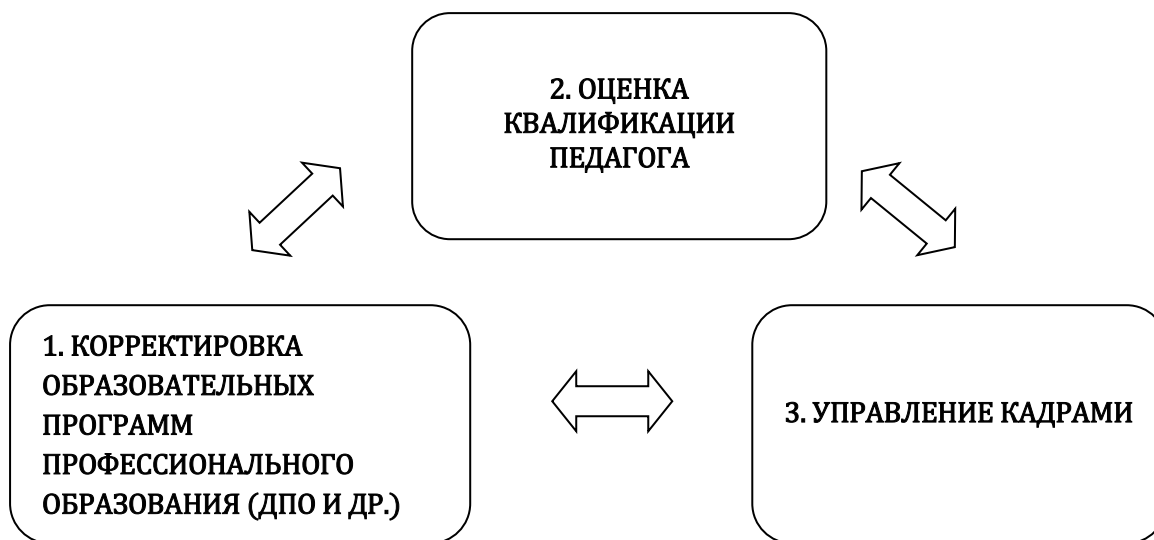 2. ОЦЕНКА
КВАЛИФИКАЦИИ
ПЕДАГОГА
1. КОРРЕКТИРОВКА
ОБРАЗОВАТЕЛЬНЫХ
ПРОГРАММ
ПРОФЕССИОНАЛЬНОГО
ОБРАЗОВАНИЯ (ДПО И ДР.)
3. УПРАВЛЕНИЕ КАДРАМИ